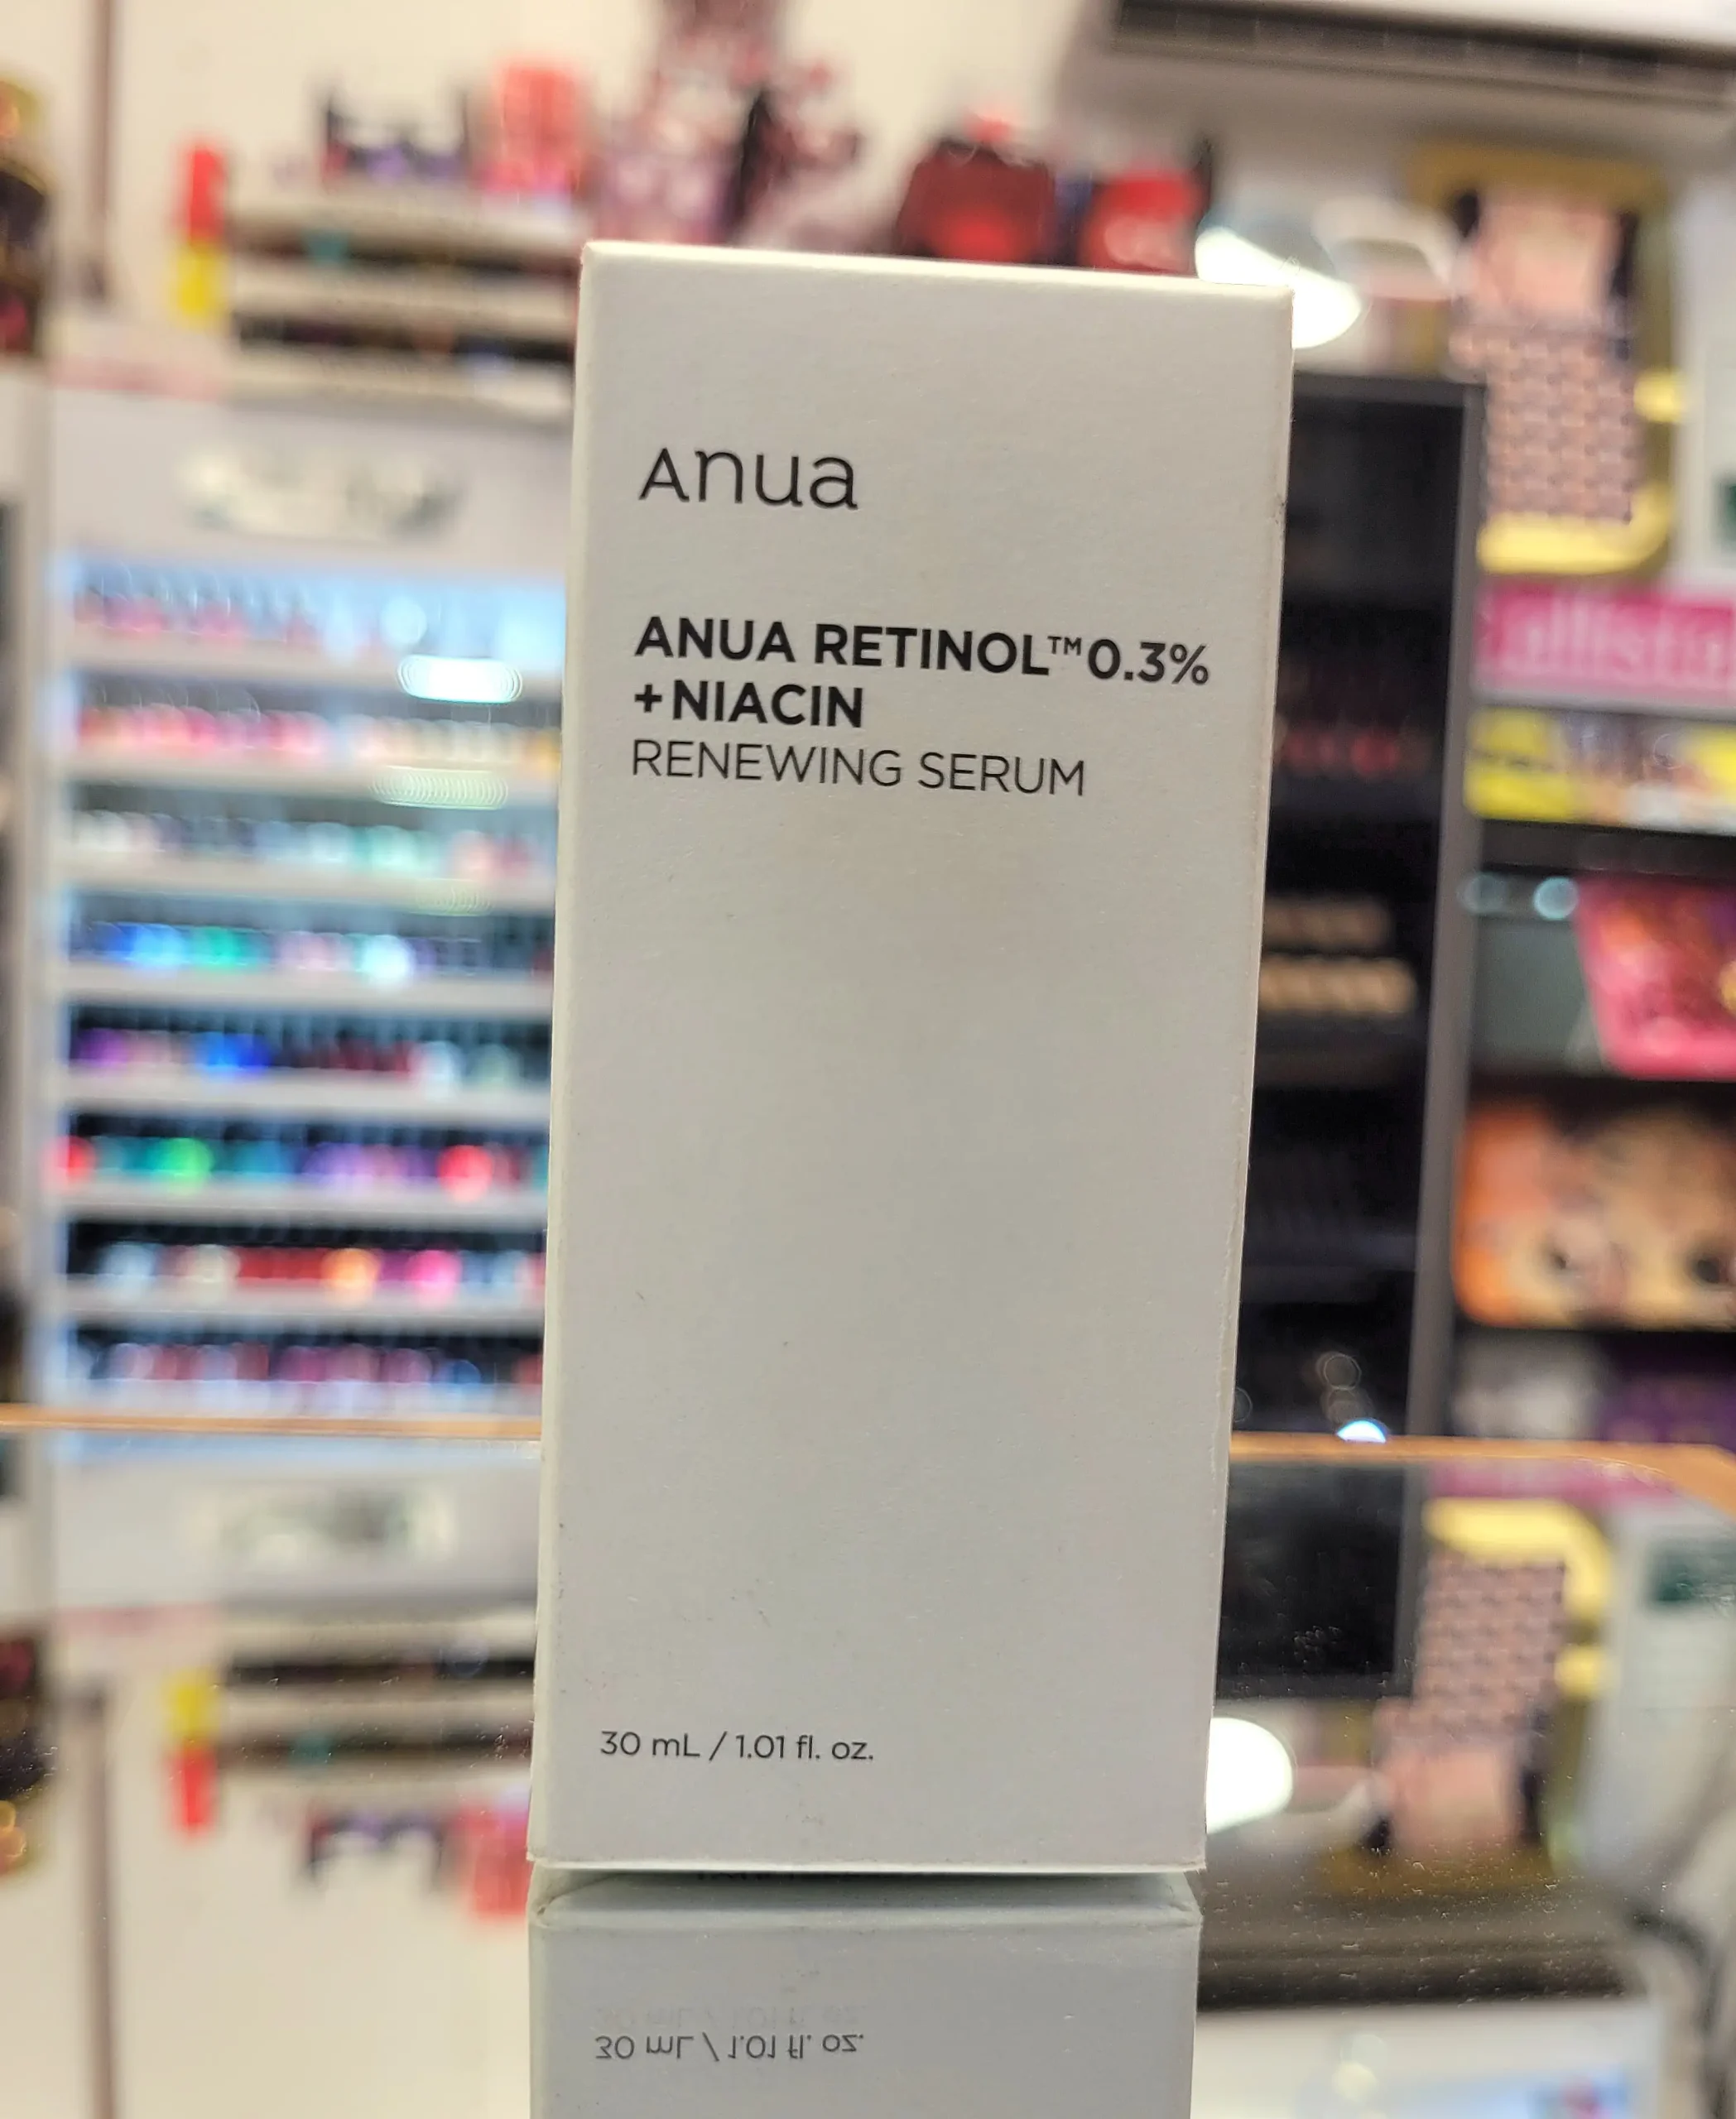 Anua
ANUA RETINOL™ 0.3%
+NIACIN
RENEWING SERUM
30 mL / 1.01 fl. oz.